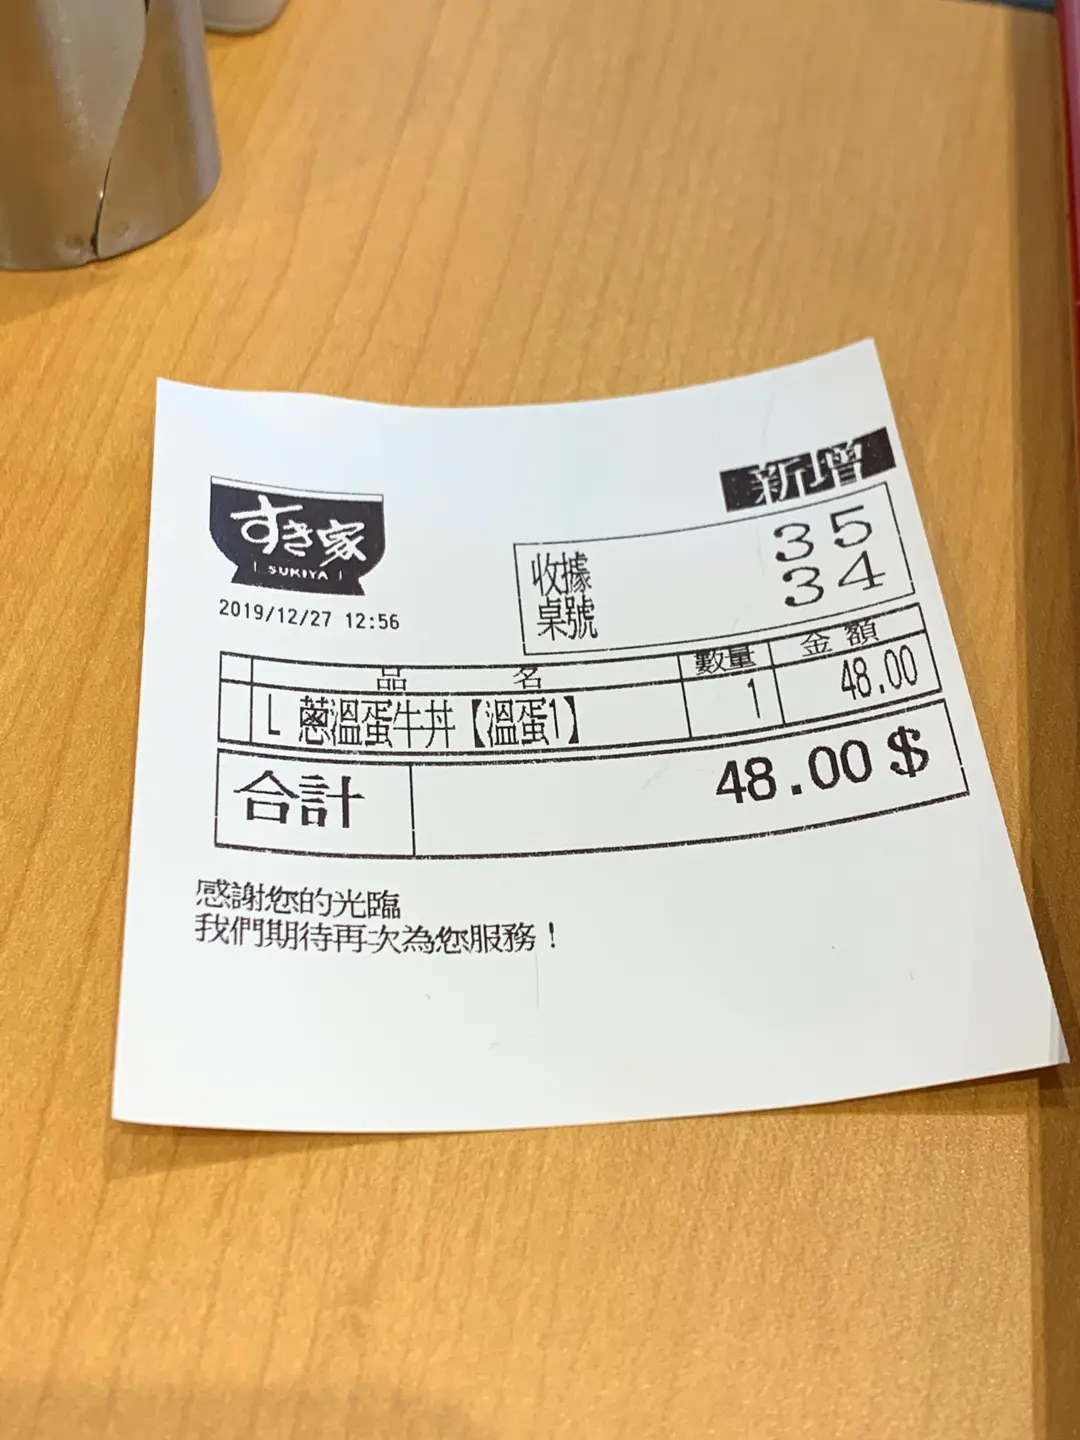 すき家
SUKIYA
2019/12/27 12:56
新增
收據 35
桌號 34
品名 數量 金額
L 蔥溫蛋牛丼【溫蛋1】 1 48.00
合計 48.00$
感謝您的光臨
我們期待再次為您服務！